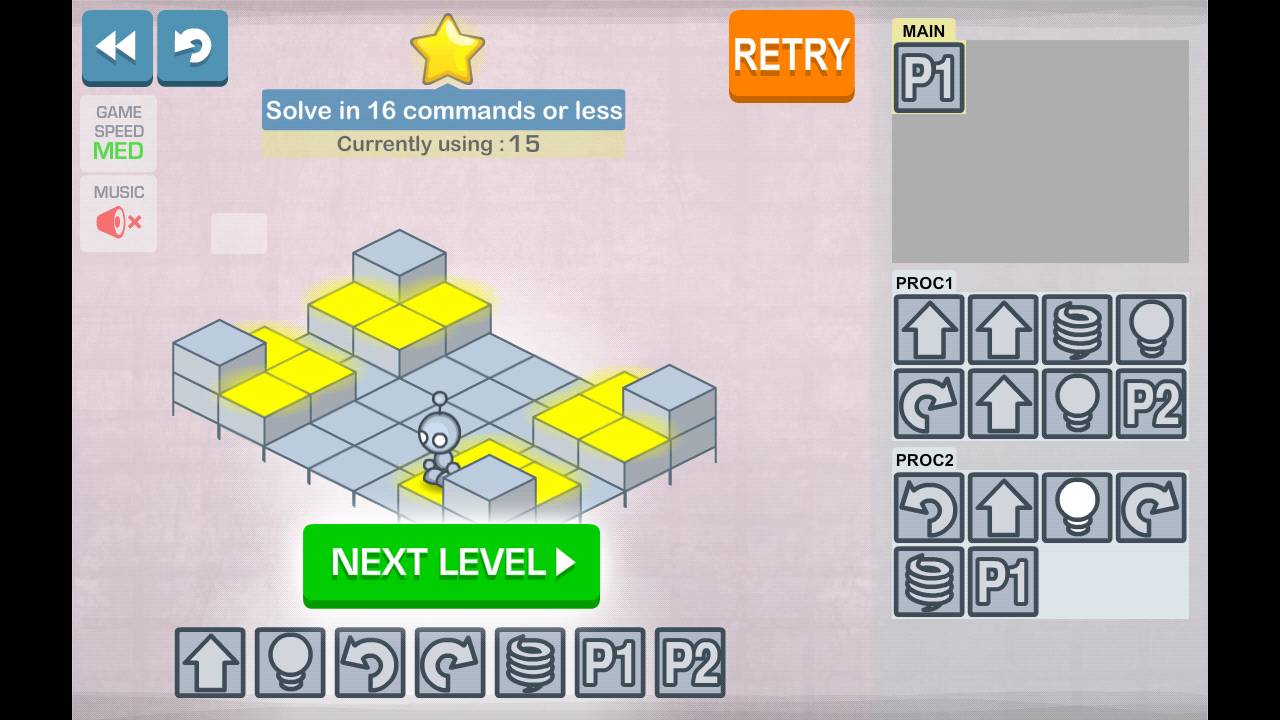 GAME
SPEED
MED
MUSIC
Solve in 16 commands or less
Currently using : 15
RETRY
MAIN
P1
PROC1
P2
PROC2
P1
NEXT LEVEL
P1 P2